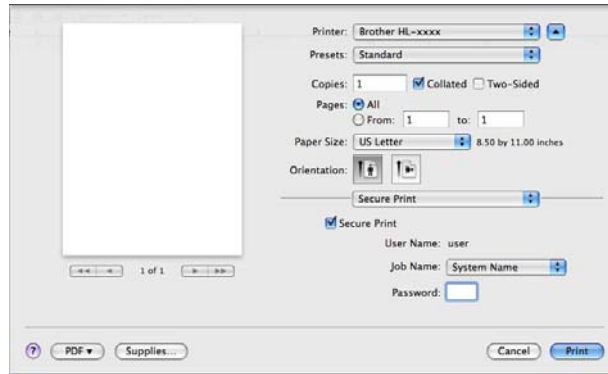 Printer: Brother HL-xxxx
Presets: Standard
Copies: 1 Collated Two-Sided
Pages: All
From: 1 to: 1
Paper Size: US Letter 8.50 by 11.00 inches
Orientation:
Secure Print
Secure Print
User Name: user
1 of 1
Job Name: System Name
Password:
? PDF Supplies... Cancel Print